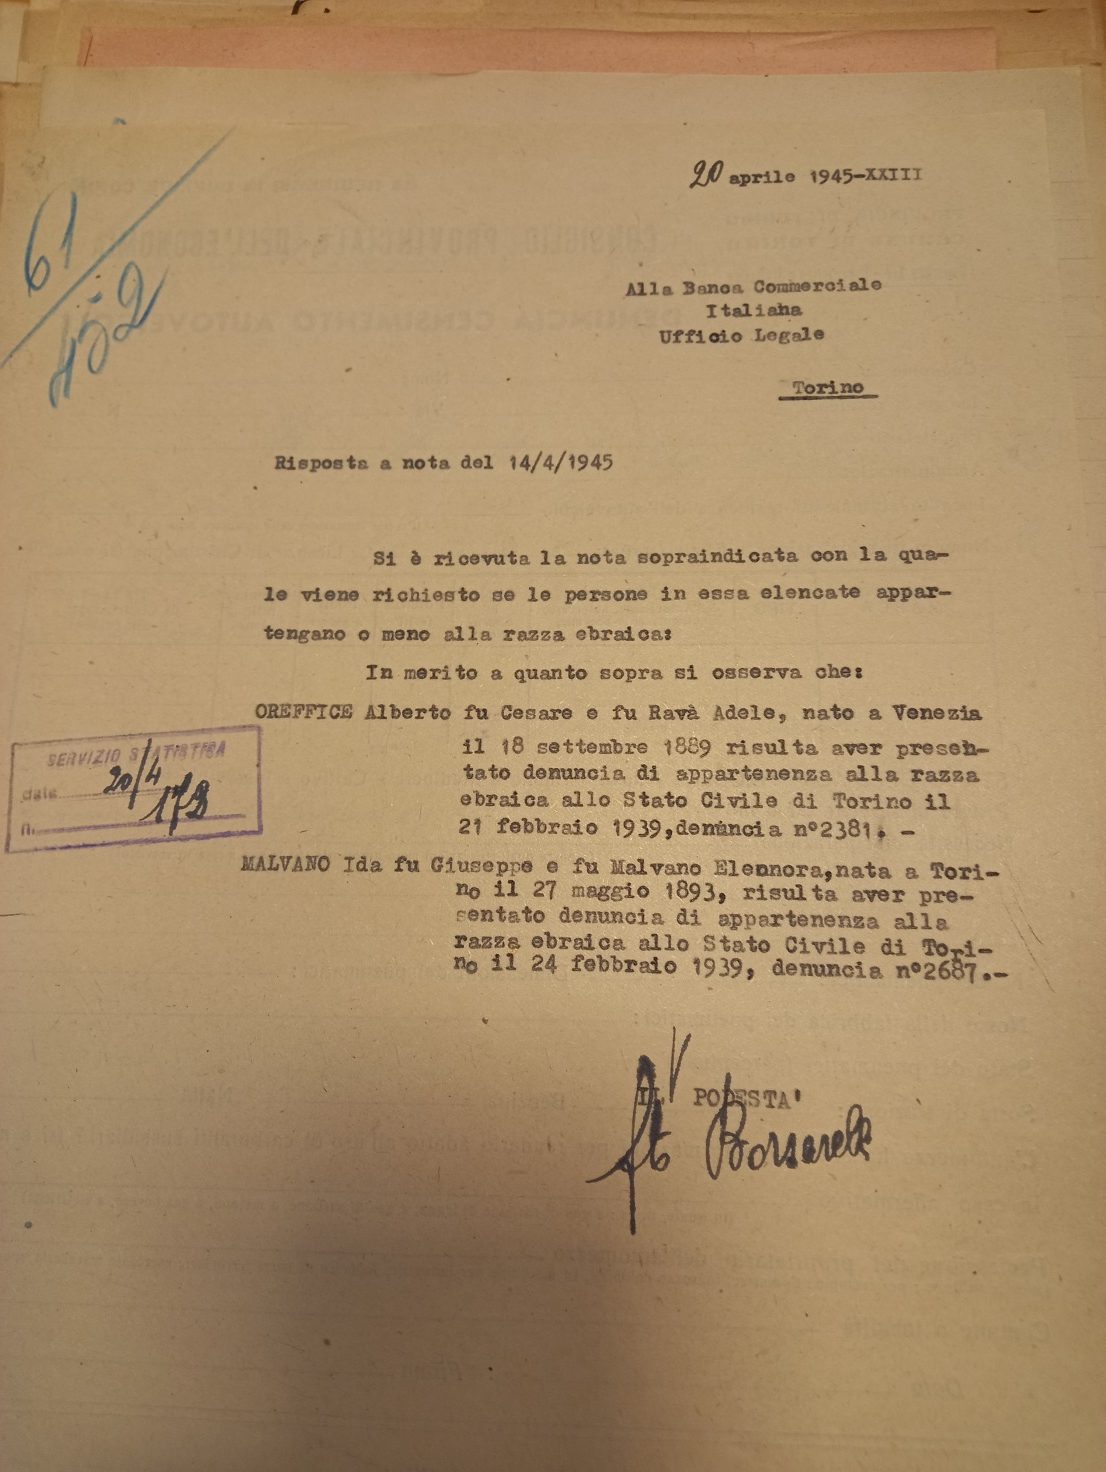 61
452
20 aprile 1945-XXIII
Alla Banca Commerciale
Italiana
Ufficio Legale
Torino
Risposta a nota del 14/4/1945
Si è ricevuta la nota sopraindicata con la qua-
le viene richiesto se le persone in essa elencate appar-
tengano o meno alla razza ebraica:
In merito a quanto sopra si osserva che:
OREFFICE Alberto fu Cesare e fu Ravà Adele, nato a Venezia
il 18 settembre 1889 risulta aver presen-
tato denuncia di appartenenza alla razza
ebraica allo Stato Civile di Torino il
21 febbraio 1939,denuncia n°2381. -
SERVIZIO STATISTICA
data 20/4
n. 173
MALVANO Ida fu Giuseppe e fu Malvano Eleonora,nata a Tori-
no il 27 maggio 1893, risulta aver pre-
sentato denuncia di appartenenza alla
razza ebraica allo Stato Civile di Tori-
no il 24 febbraio 1939, denuncia n°2687.-
IL PODESTA'